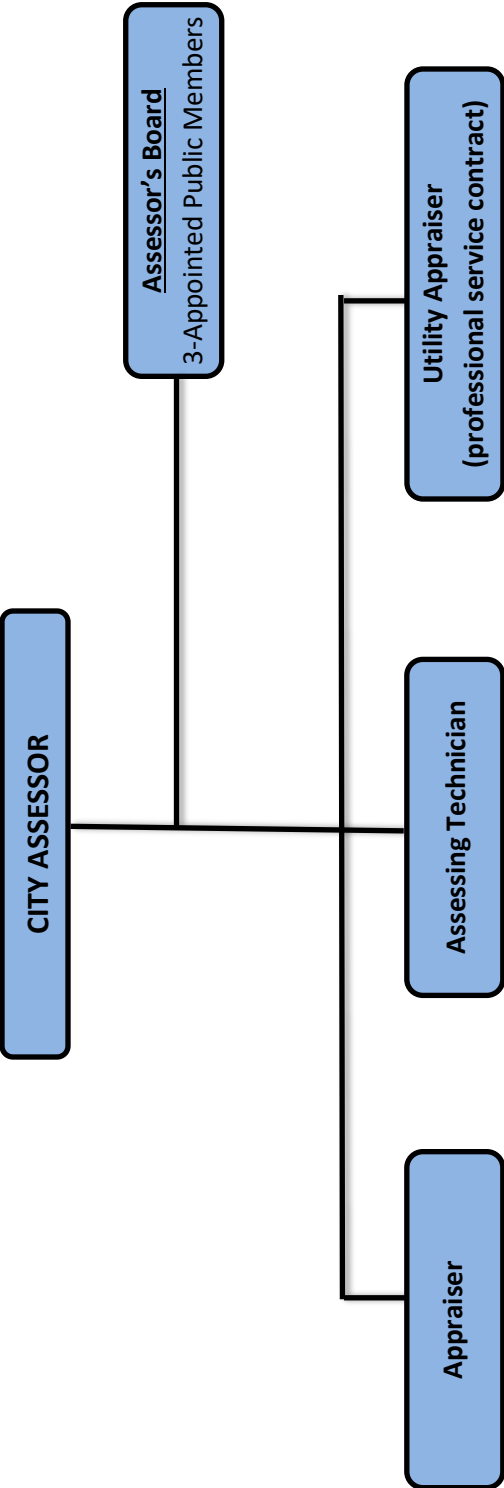 CITY ASSESSOR
Assessor's Board
3-Appointed Public Members
Appraiser
Assessing Technician
Utility Appraiser
(professional service contract)